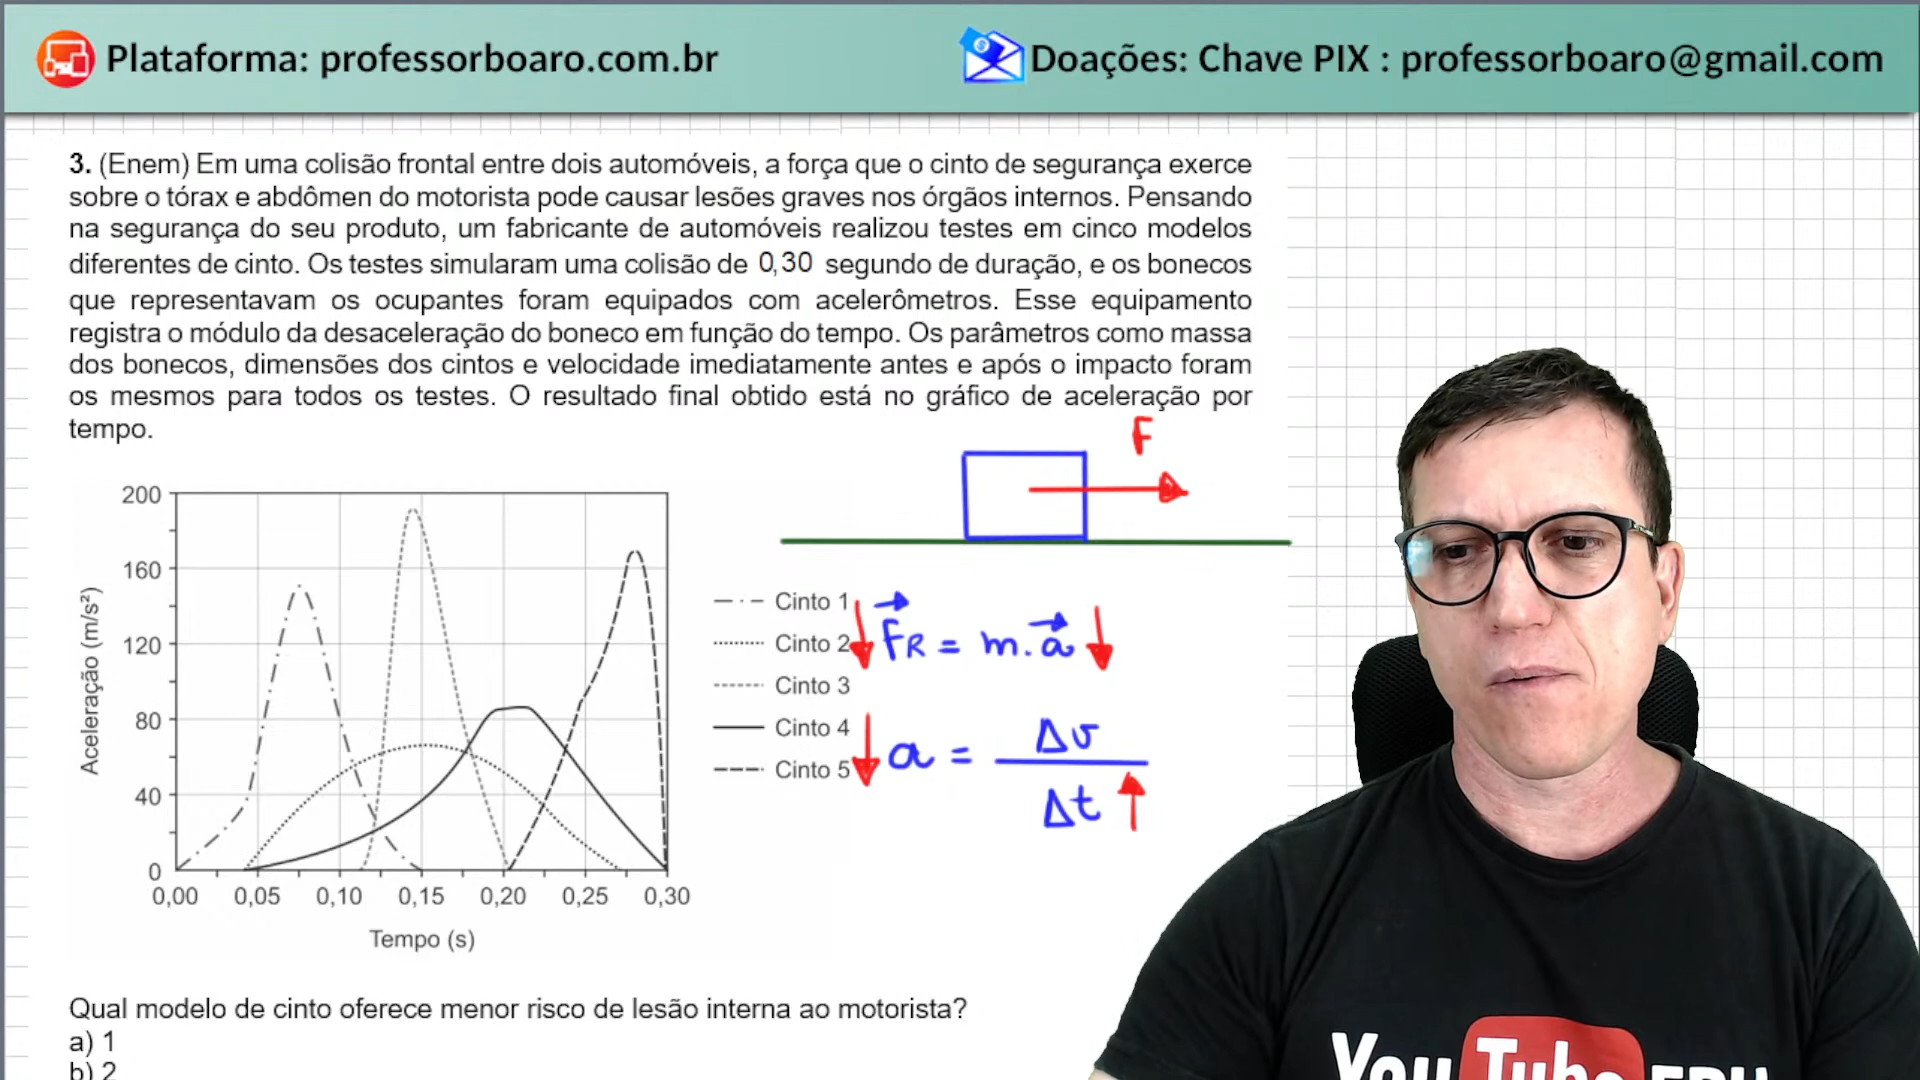 Plataforma: professorboaro.com.br
Doações: Chave PIX : professorboaro@gmail.com
3. (Enem) Em uma colisão frontal entre dois automóveis, a força que o cinto de segurança exerce
sobre o tórax e abdômen do motorista pode causar lesões graves nos órgãos internos. Pensando
na segurança do seu produto, um fabricante de automóveis realizou testes em cinco modelos
diferentes de cinto. Os testes simularam uma colisão de 0,30 segundo de duração, e os bonecos
que representavam os ocupantes foram equipados com acelerômetros. Esse equipamento
registra o módulo da desaceleração do boneco em função do tempo. Os parâmetros como massa
dos bonecos, dimensões dos cintos e velocidade imediatamente antes e após o impacto foram
os mesmos para todos os testes. O resultado final obtido está no gráfico de aceleração por
tempo.
F
200
160
120
80
40
0
Aceleração (m/s²)
0,00 0,05 0,10 0,15 0,20 0,25 0,30
Tempo (s)
Cinto 1
Cinto 2
Cinto 3
Cinto 4
Cinto 5
FR = m.a
a = Δv
Δt
Qual modelo de cinto oferece menor risco de lesão interna ao motorista?
a) 1
b) 2
YouTube EDU